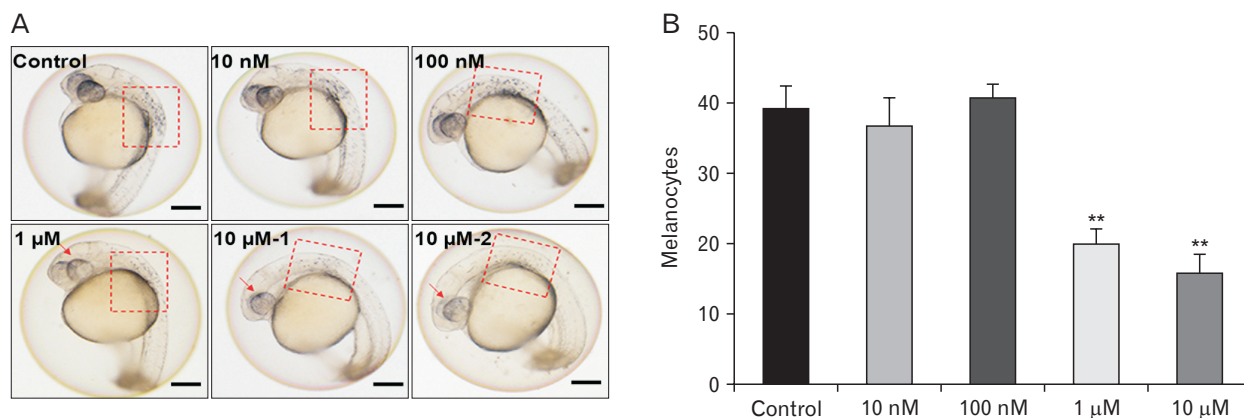 A
Control
10 nM
100 nM
1 μM
10 μM-1
10 μM-2
B
50
40
30
20
10
0
Melanocytes
**
**
Control
10 nM
100 nM
1 μM
10 μM